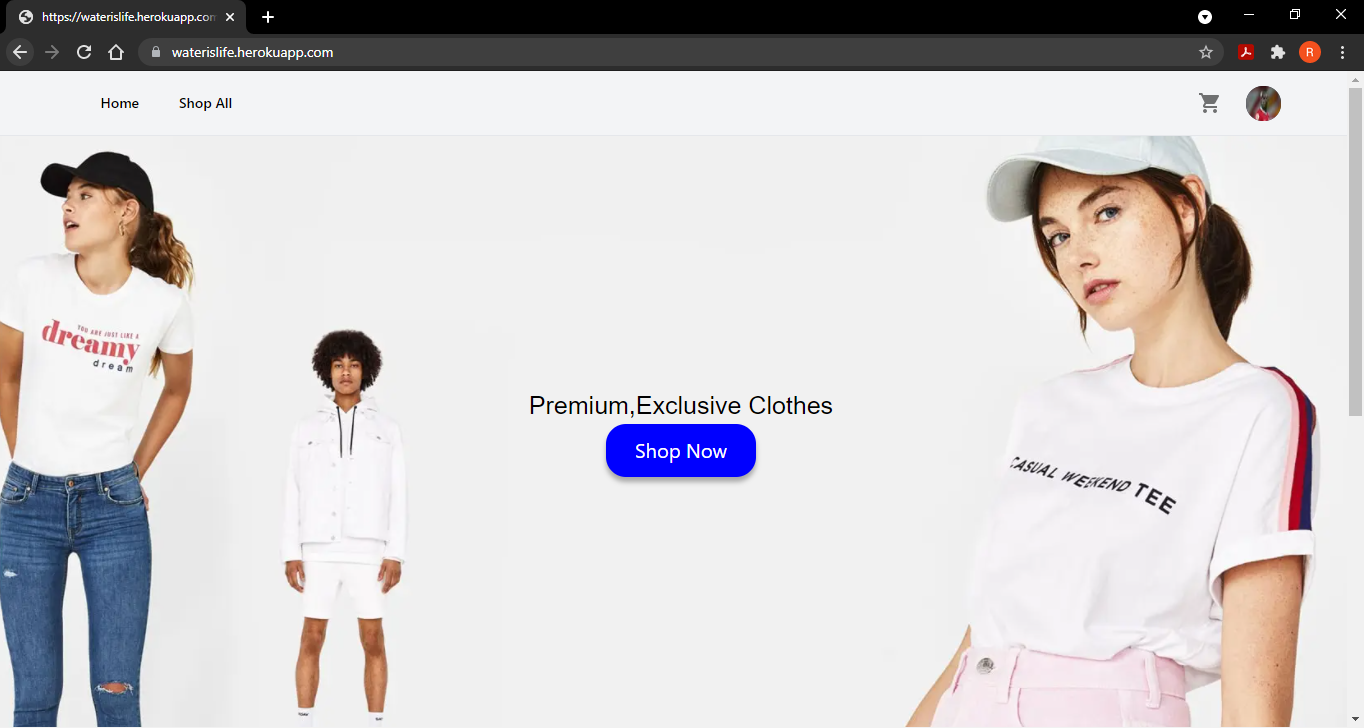 https://waterislife.herokuapp.com
waterislife.herokuapp.com
R
Home
Shop All
YOU ARE JUST LIKE A
dreamy
dream
Premium,Exclusive Clothes
Shop Now
CASUAL WEEKEND TEE